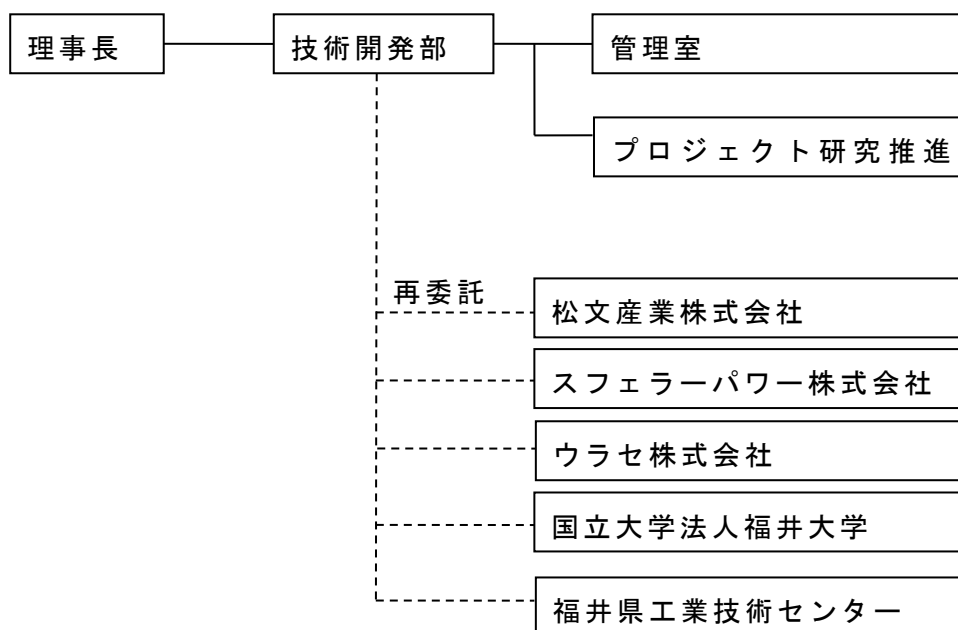 理事長
技術開発部
管理室
プロジェクト研究推進
再委託
松文産業株式会社
スフェラーパワー株式会社
ウラセ株式会社
国立大学法人福井大学
福井県工業技術センター